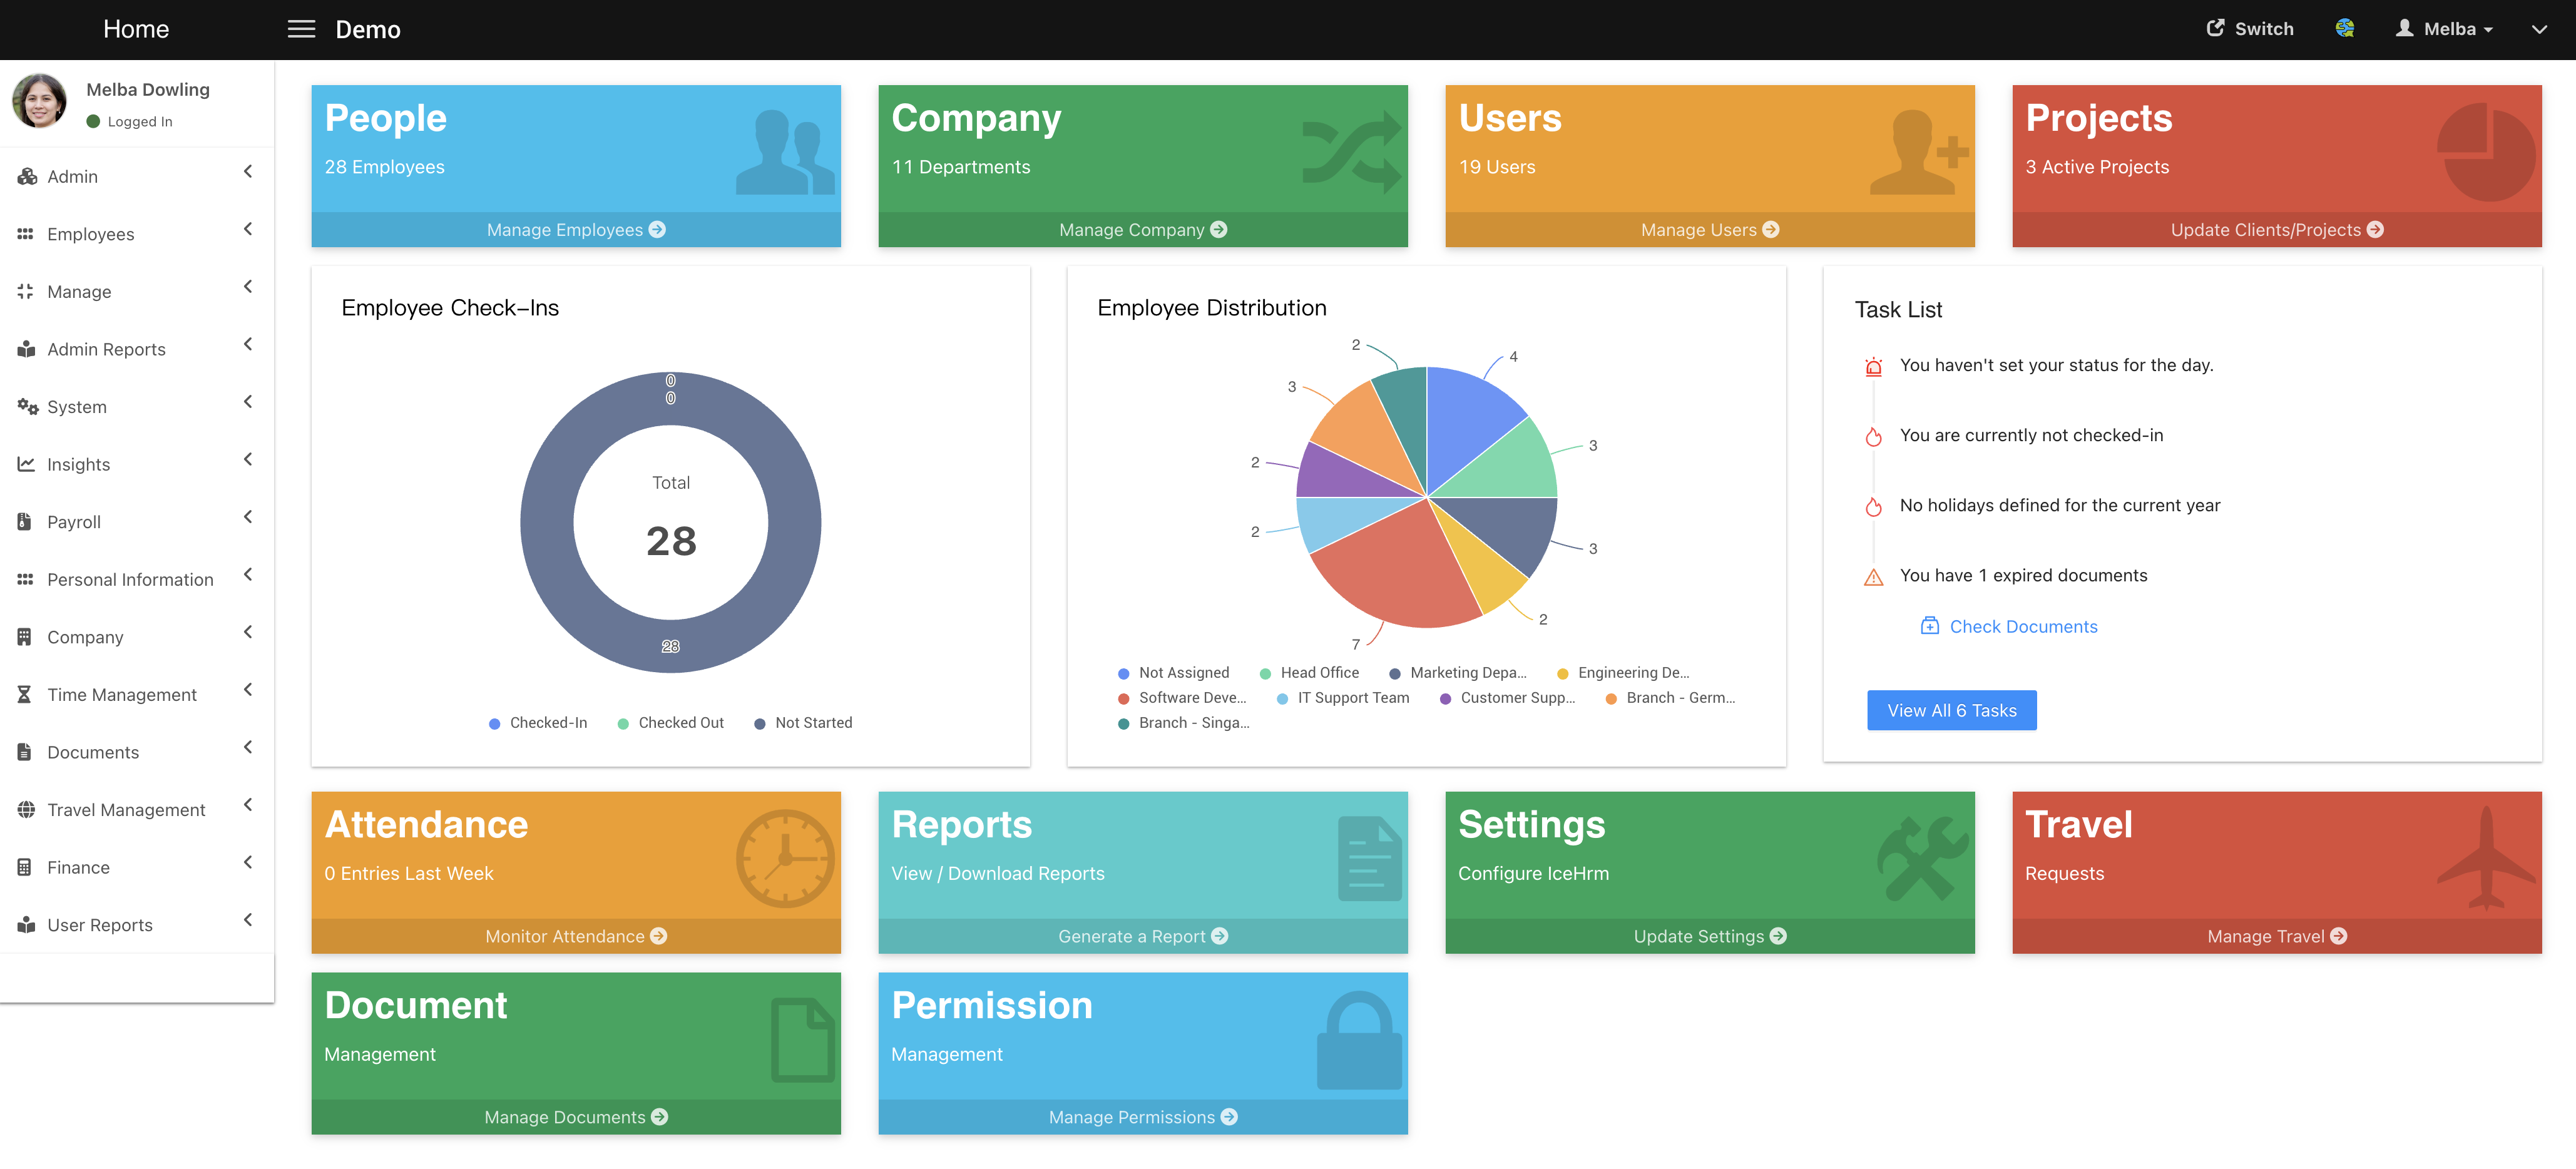 Home
Demo
Switch
Melba
Melba Dowling
Logged In
Admin
Employees
Manage
Admin Reports
System
Insights
Payroll
Personal Information
Company
Time Management
Documents
Travel Management
Finance
User Reports
People
28 Employees
Manage Employees
Company
11 Departments
Manage Company
Users
19 Users
Manage Users
Projects
3 Active Projects
Update Clients/Projects
Employee Check-Ins
0
0
Total
28
28
Checked-In
Checked Out
Not Started
Employee Distribution
2
4
3
3
2
3
2
3
2
7
Not Assigned
Head Office
Marketing Depa...
Engineering De...
Software Deve...
IT Support Team
Customer Supp...
Branch - Germ...
Branch - Singa...
Task List
You haven't set your status for the day.
You are currently not checked-in
No holidays defined for the current year
You have 1 expired documents
Check Documents
View All 6 Tasks
Attendance
0 Entries Last Week
Monitor Attendance
Reports
View / Download Reports
Generate a Report
Settings
Configure IceHrm
Update Settings
Travel
Requests
Manage Travel
Document
Management
Manage Documents
Permission
Management
Manage Permissions